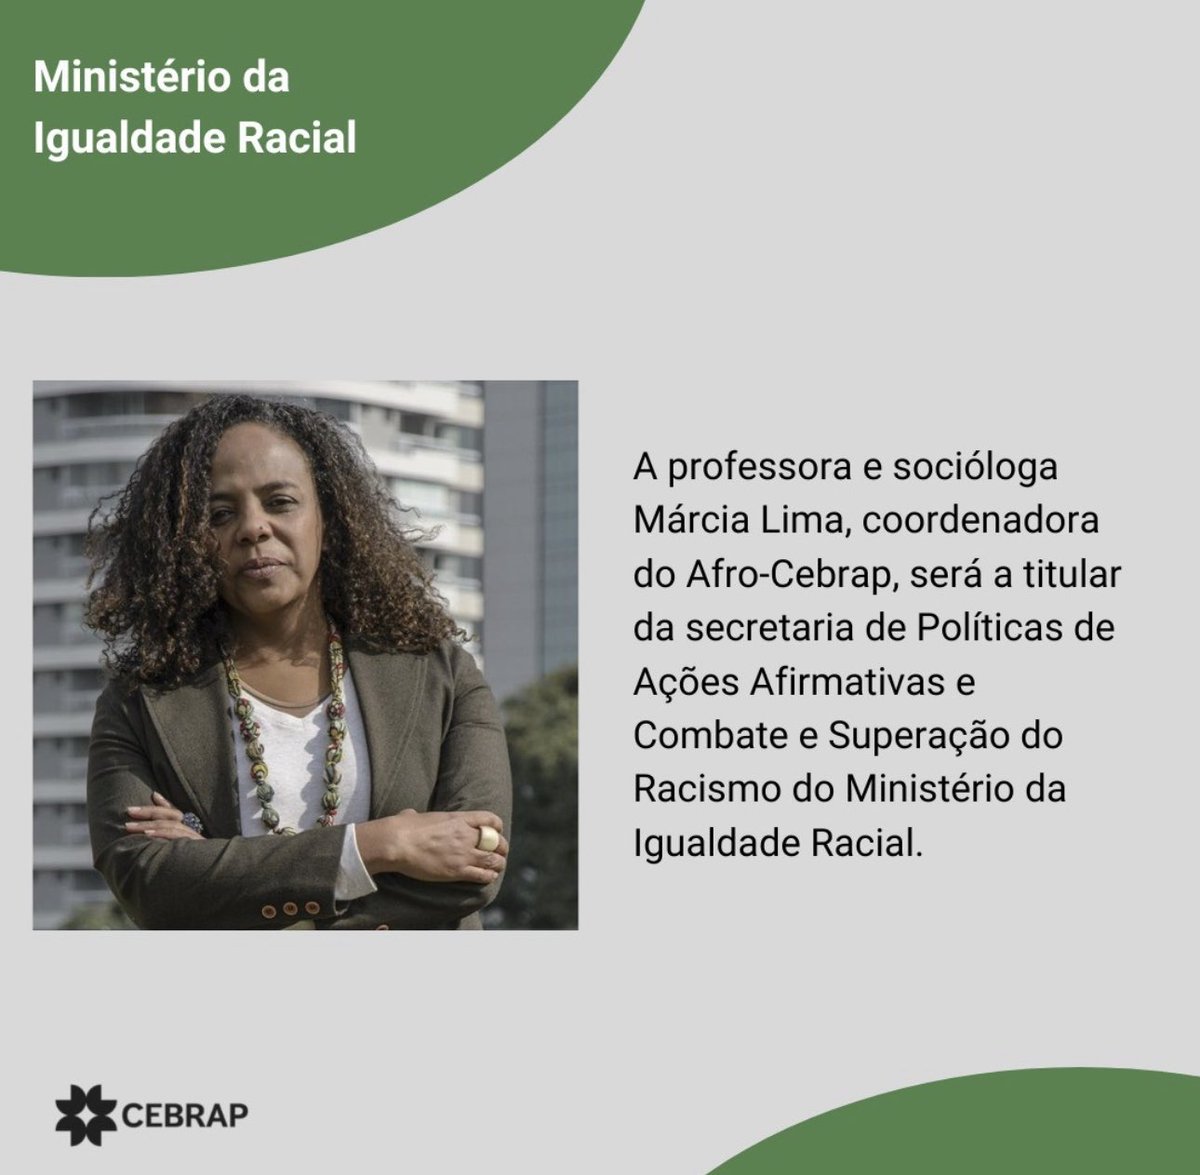 Ministério da
Igualdade Racial
A professora e socióloga
Márcia Lima, coordenadora
do Afro-Cebrap, será a titular
da secretaria de Políticas de
Ações Afirmativas e
Combate e Superação do
Racismo do Ministério da
Igualdade Racial.
CEBRAP